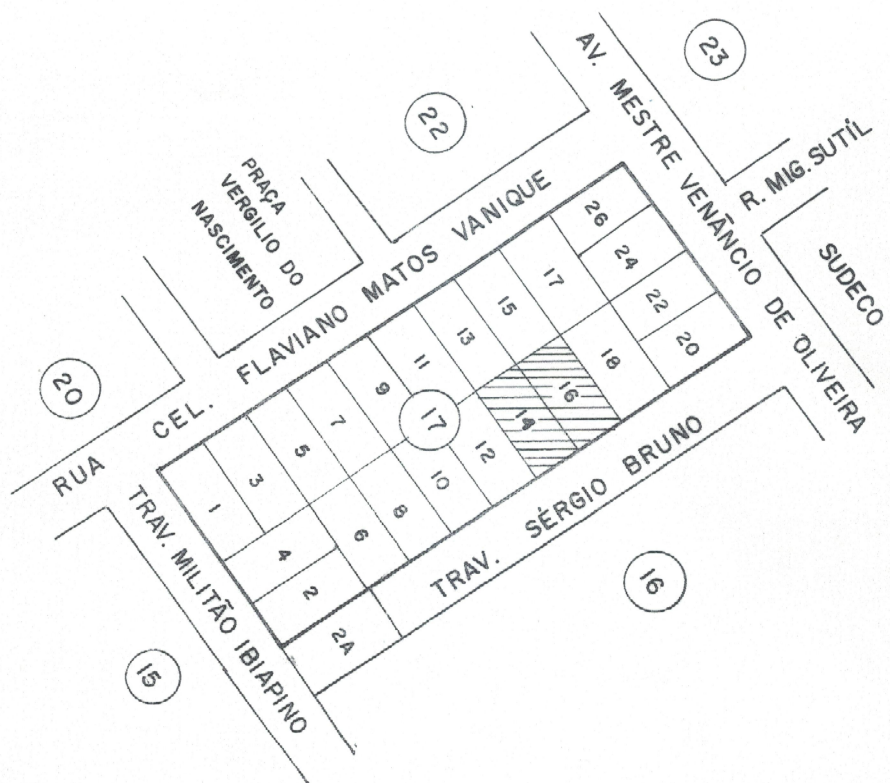 23
AV. MESTRE VENÂNCIO DE OLIVEIRA
22
R. MIG. SUTÍL
SUDECO
PRAÇA
VERGILIO DO
NASCIMENTO
20
RUA CEL. FLAVIANO MATOS VANIQUE
26
24
22
20
17
18
15
16
13
14
11
12
9
10
17
7
8
5
6
3
4
1
2
2A
TRAV. SÉRGIO BRUNO
16
TRAV. MILITÃO IBIAPINO
15